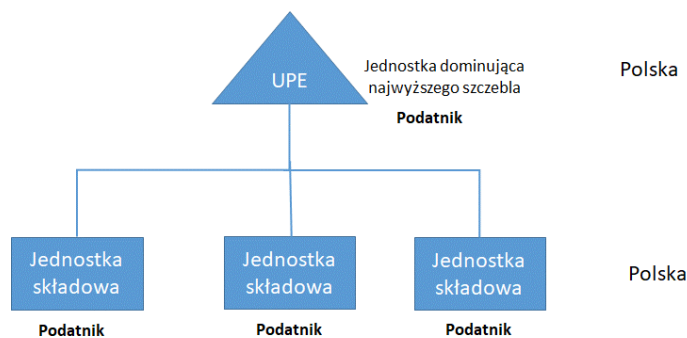 UPE
Jednostka dominująca
najwyższego szczebla
Podatnik
Polska
Jednostka
składowa
Jednostka
składowa
Jednostka
składowa
Polska
Podatnik
Podatnik
Podatnik